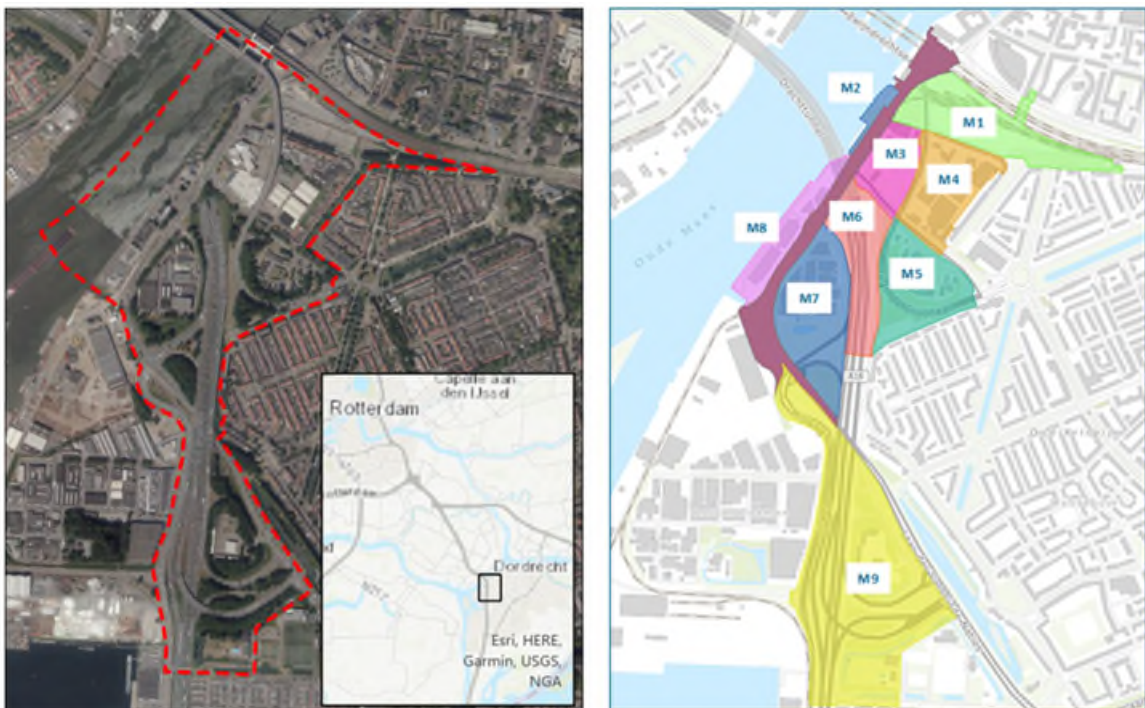 Capelle aan
den IJssel
Rotterdam
Dordrecht
Esri, HERE,
Garmin, USGS,
NGA
M1
M2
M3
M4
M5
M6
M7
M8
M9
Oude Maas
A16